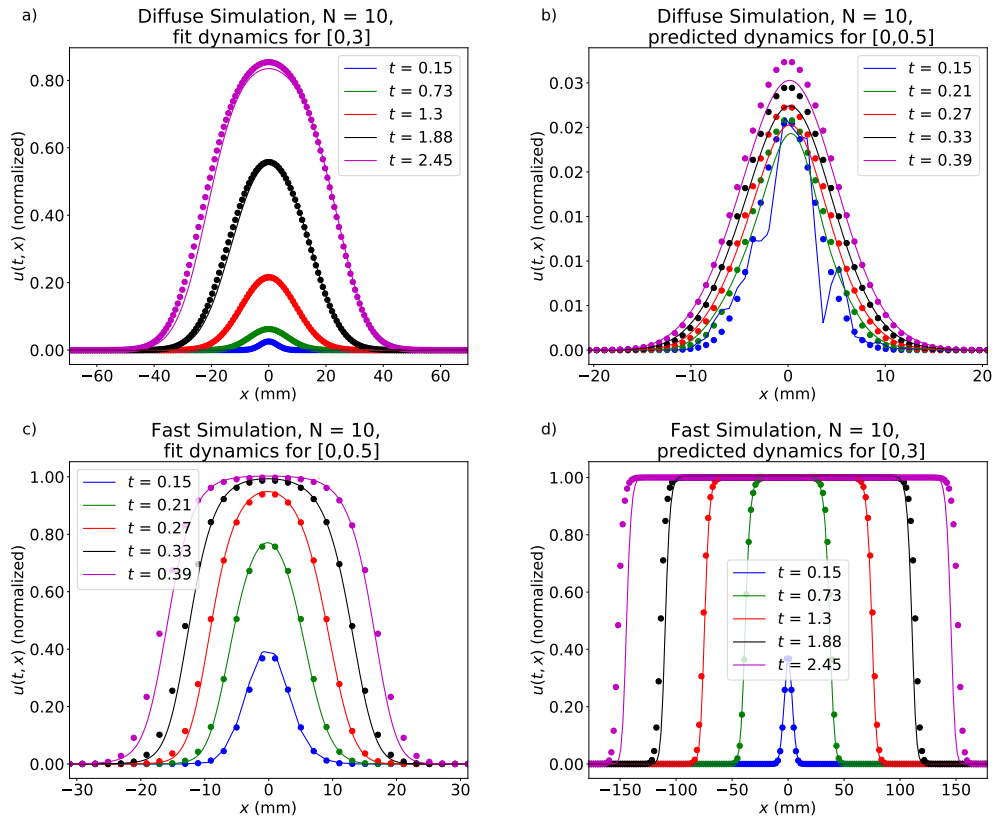 a)
Diffuse Simulation, N = 10,
fit dynamics for [0,3]
u(t, x) (normalized)
0.80
0.60
0.40
0.20
0.00
t = 0.15
t = 0.73
t = 1.3
t = 1.88
t = 2.45
−60
−40
−20
0
20
40
60
x (mm)
b)
Diffuse Simulation, N = 10,
predicted dynamics for [0,0.5]
u(t, x) (normalized)
0.03
0.02
0.02
0.01
0.01
0.00
t = 0.15
t = 0.21
t = 0.27
t = 0.33
t = 0.39
−20
−10
0
10
20
x (mm)
c)
Fast Simulation, N = 10,
fit dynamics for [0,0.5]
u(t, x) (normalized)
1.00
0.80
0.60
0.40
0.20
0.00
t = 0.15
t = 0.21
t = 0.27
t = 0.33
t = 0.39
−30
−20
−10
0
10
20
30
x (mm)
d)
Fast Simulation, N = 10,
predicted dynamics for [0,3]
u(t, x) (normalized)
1.00
0.80
0.60
0.40
0.20
0.00
t = 0.15
t = 0.73
t = 1.3
t = 1.88
t = 2.45
−150
−100
−50
0
50
100
150
x (mm)